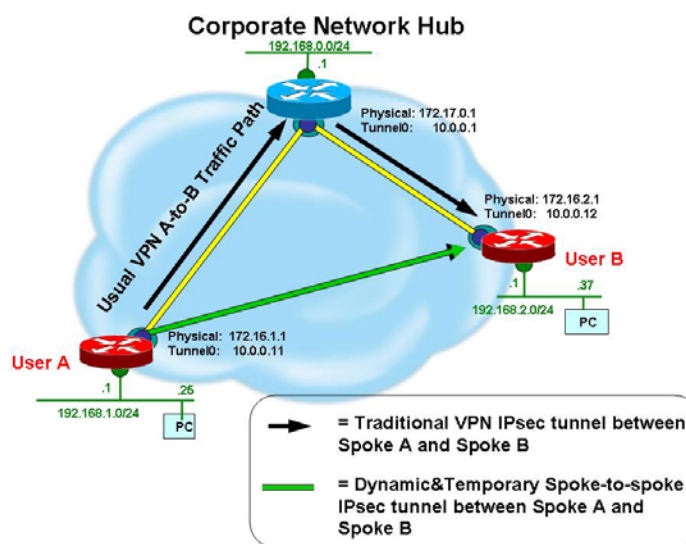 Corporate Network Hub
192.168.0.0/24
.1
Physical: 172.17.0.1
Tunnel0: 10.0.0.1
Usual VPN A-to-B Traffic Path
Physical: 172.16.2.1
Tunnel0: 10.0.0.12
User B
.1
.37
192.168.2.0/24
PC
Physical: 172.16.1.1
Tunnel0: 10.0.0.11
User A
.1
.25
192.168.1.0/24
PC
= Traditional VPN IPsec tunnel between
Spoke A and Spoke B
= Dynamic&Temporary Spoke-to-spoke
IPsec tunnel between Spoke A and
Spoke B